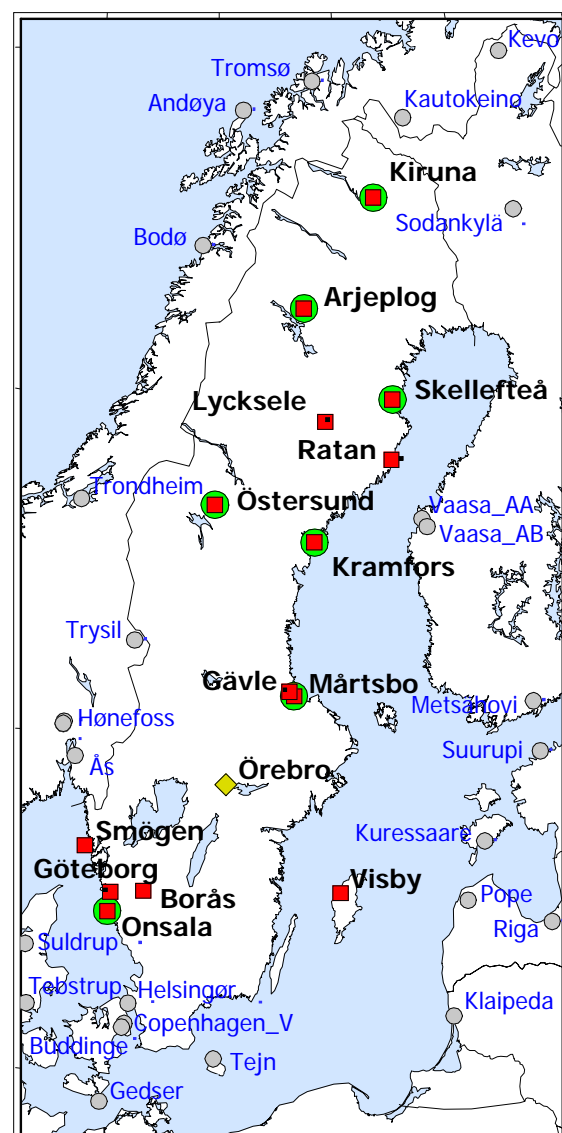 Kevo
Tromsø
Kautokeino
Andøya
Kiruna
Sodankylä
Bodø
Arjeplog
Skellefteå
Lycksele
Ratan
Trondheim
Östersund
Vaasa_AA
Vaasa_AB
Kramfors
Trysil
Gävle
Mårtsbo
Metsahoyi
Hønefoss
Suurupi
Ås
Örebro
Smögen
Kuressaare
Göteborg
Borås
Visby
Pope
Onsala
Riga
Suldrup
Tebstrup
Helsingør
Klaipeda
Copenhagen_V
Buddinge
Tejn
Gedser